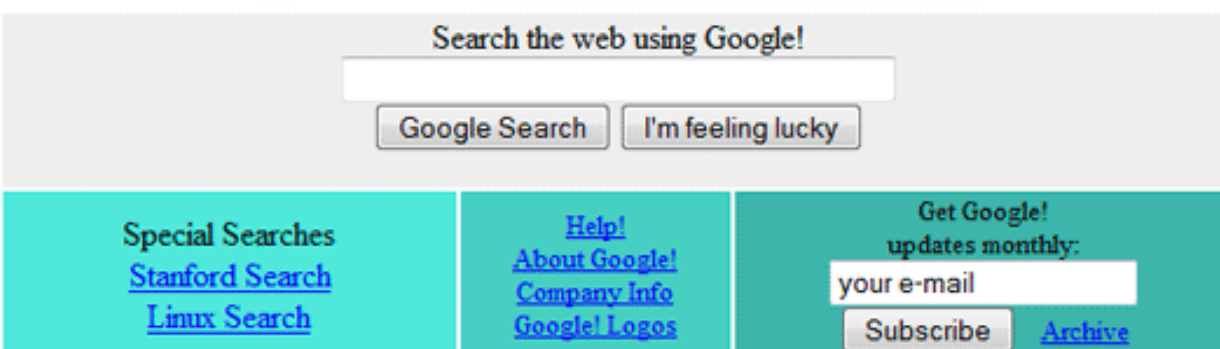 Search the web using Google!
Google Search I'm feeling lucky
Special Searches
Stanford Search
Linux Search
Help!
About Google!
Company Info
Google! Logos
Get Google!
updates monthly:
your e-mail
Subscribe Archive